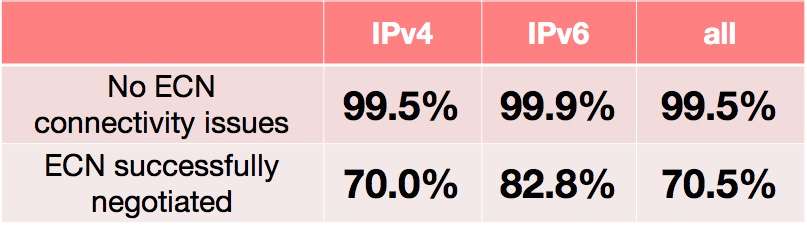 IPv4 IPv6 all
No ECN
connectivity issues 99.5% 99.9% 99.5%
ECN successfully
negotiated 70.0% 82.8% 70.5%